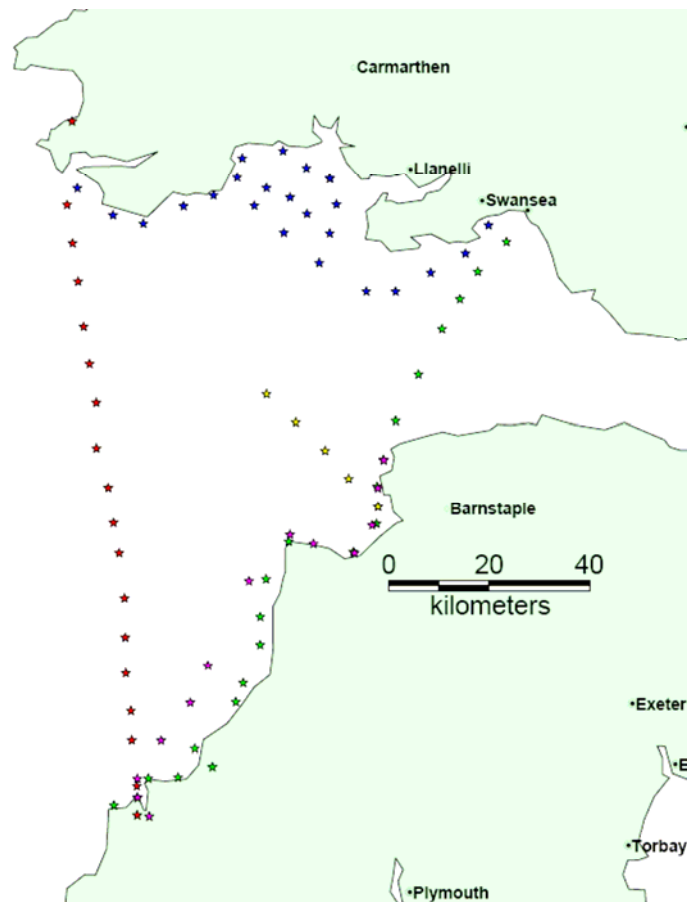 Carmarthen
Llanelli
Swansea
Barnstaple
0 20 40
kilometers
Exeter
E
Torbay
Plymouth